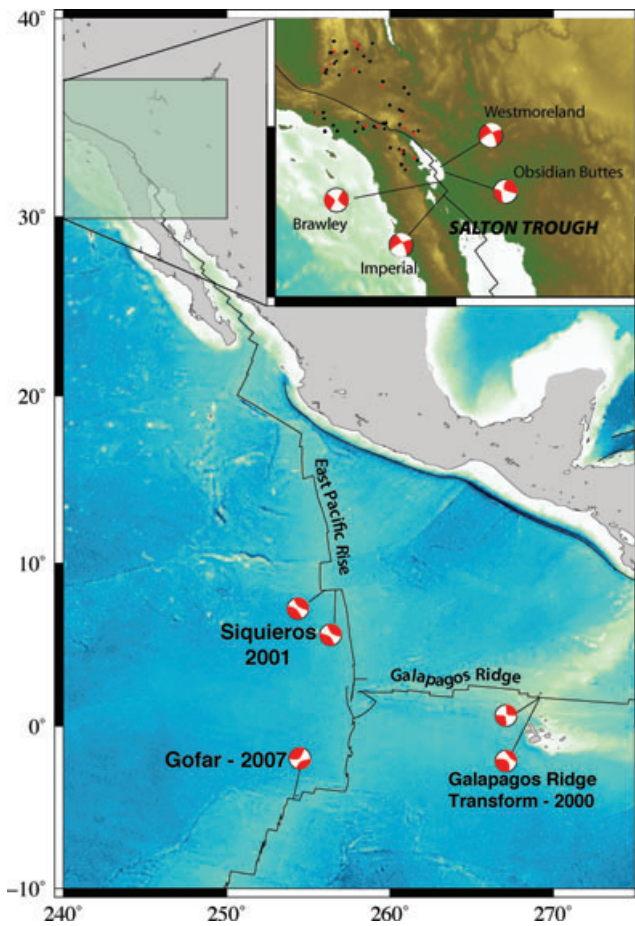 40°
30°
20°
10°
0°
−10°
240°
250°
260°
270°
Westmoreland
Obsidian Buttes
Brawley
SALTON TROUGH
Imperial
East Pacific Rise
Siquieros
2001
Galapagos Ridge
Gofar - 2007
Galapagos Ridge
Transform - 2000